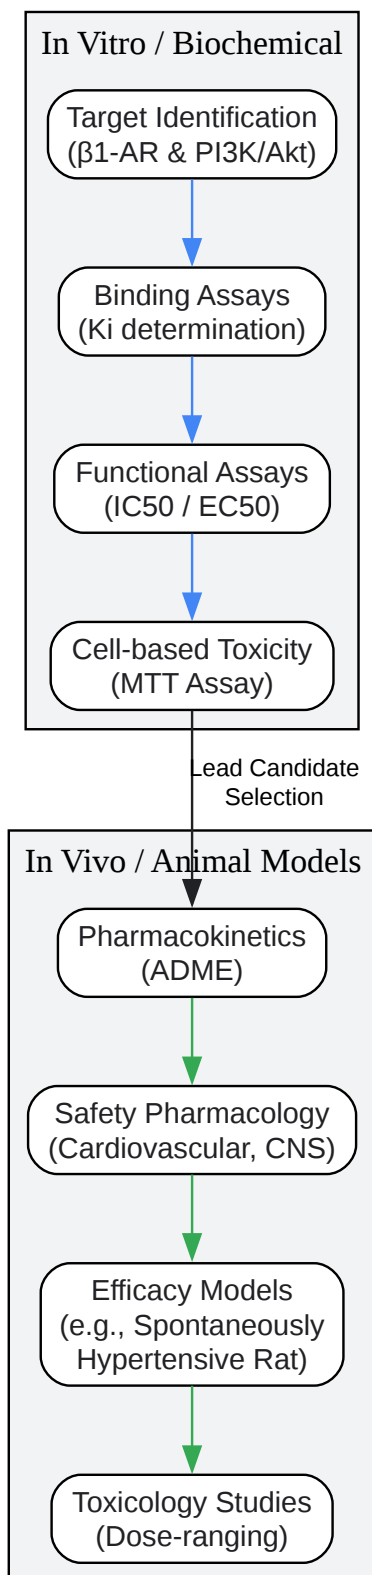 In Vitro / Biochemical
Target Identification
(β1-AR & PI3K/Akt)
Binding Assays
(Ki determination)
Functional Assays
(IC50 / EC50)
Cell-based Toxicity
(MTT Assay)
Lead Candidate
Selection
In Vivo / Animal Models
Pharmacokinetics
(ADME)
Safety Pharmacology
(Cardiovascular, CNS)
Efficacy Models
(e.g., Spontaneously
Hypertensive Rat)
Toxicology Studies
(Dose-ranging)